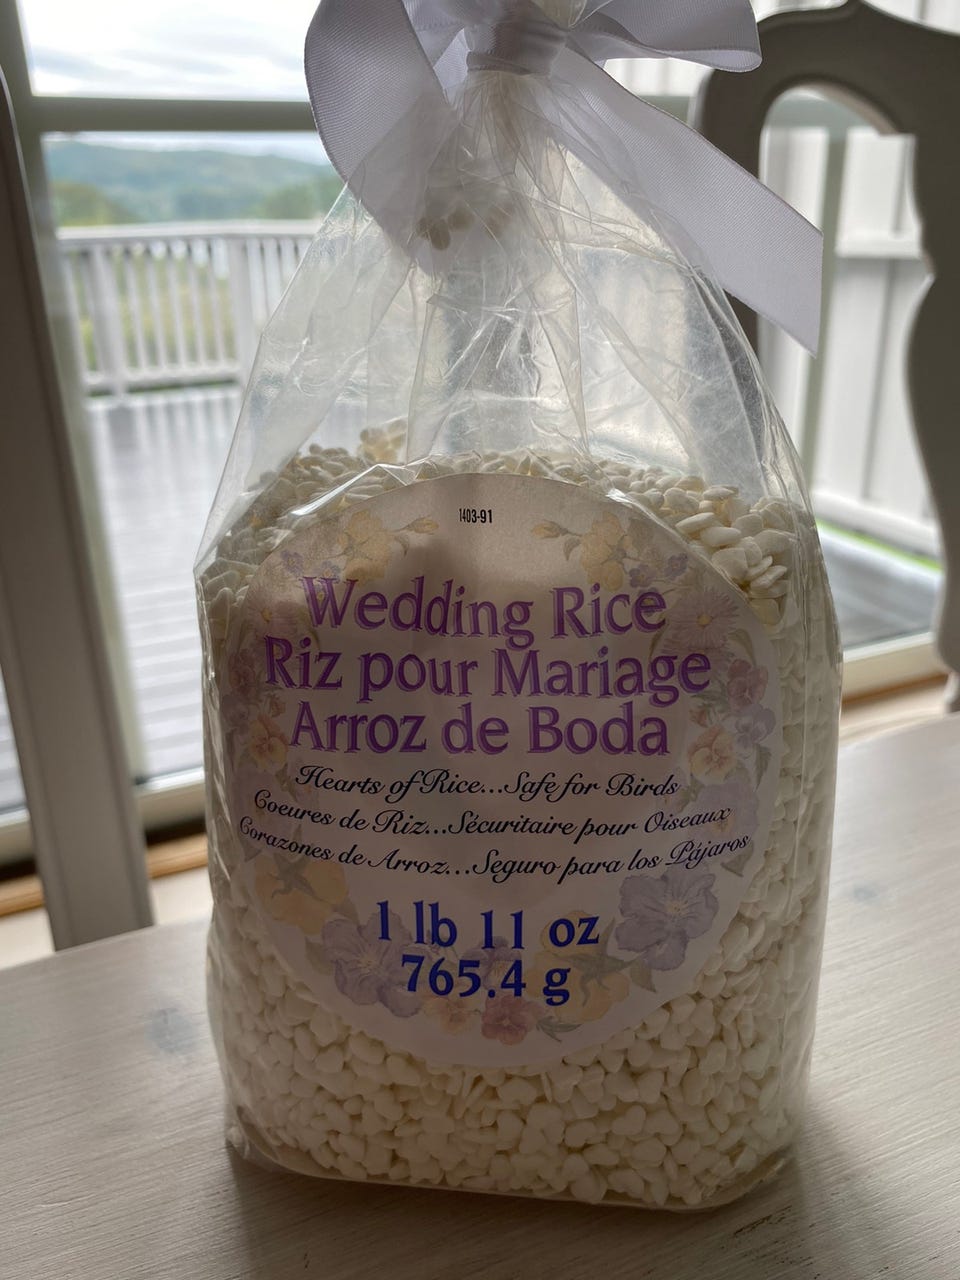 1403-91
Wedding Rice
Riz pour Mariage
Arroz de Boda
Hearts of Rice...Safe for Birds
Coeures de Riz...Sécuritaire pour Oiseaux
Corazones de Arroz...Seguro para los Pájaros
1 lb 11 oz
765.4 g